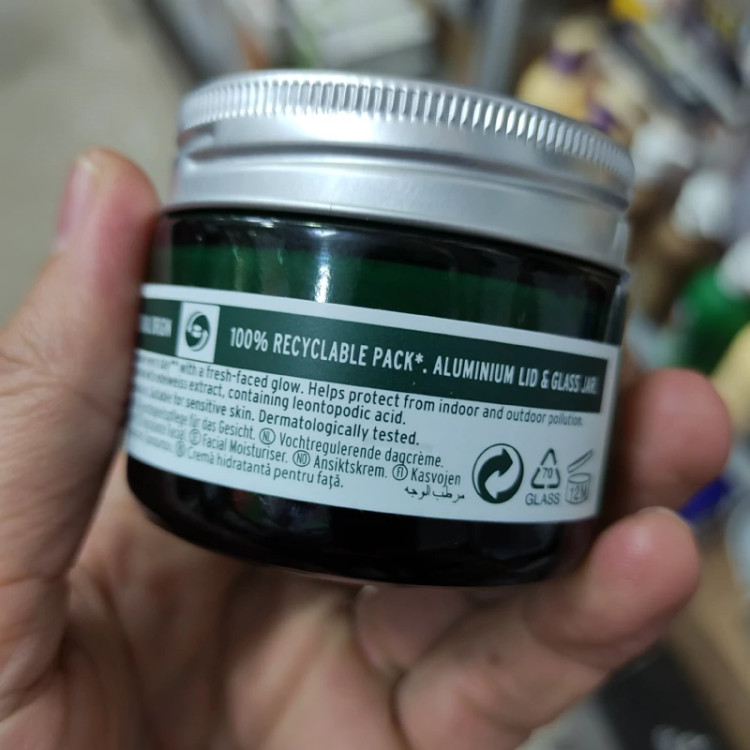 100% RECYCLABLE PACK*. ALUMINIUM LID & GLASS JAR.
with a fresh-faced glow. Helps protect from indoor and outdoor pollution.
extract, containing leontopodic acid.
suitable for sensitive skin. Dermatologically tested.
für das Gesicht. NL Vochtregulerende dagcrème.
Facial Moisturiser. NO Ansiktskrem. FI Kasvojen
Cremă hidratantă pentru față.
مرطب الوجه
70
GLASS
12M